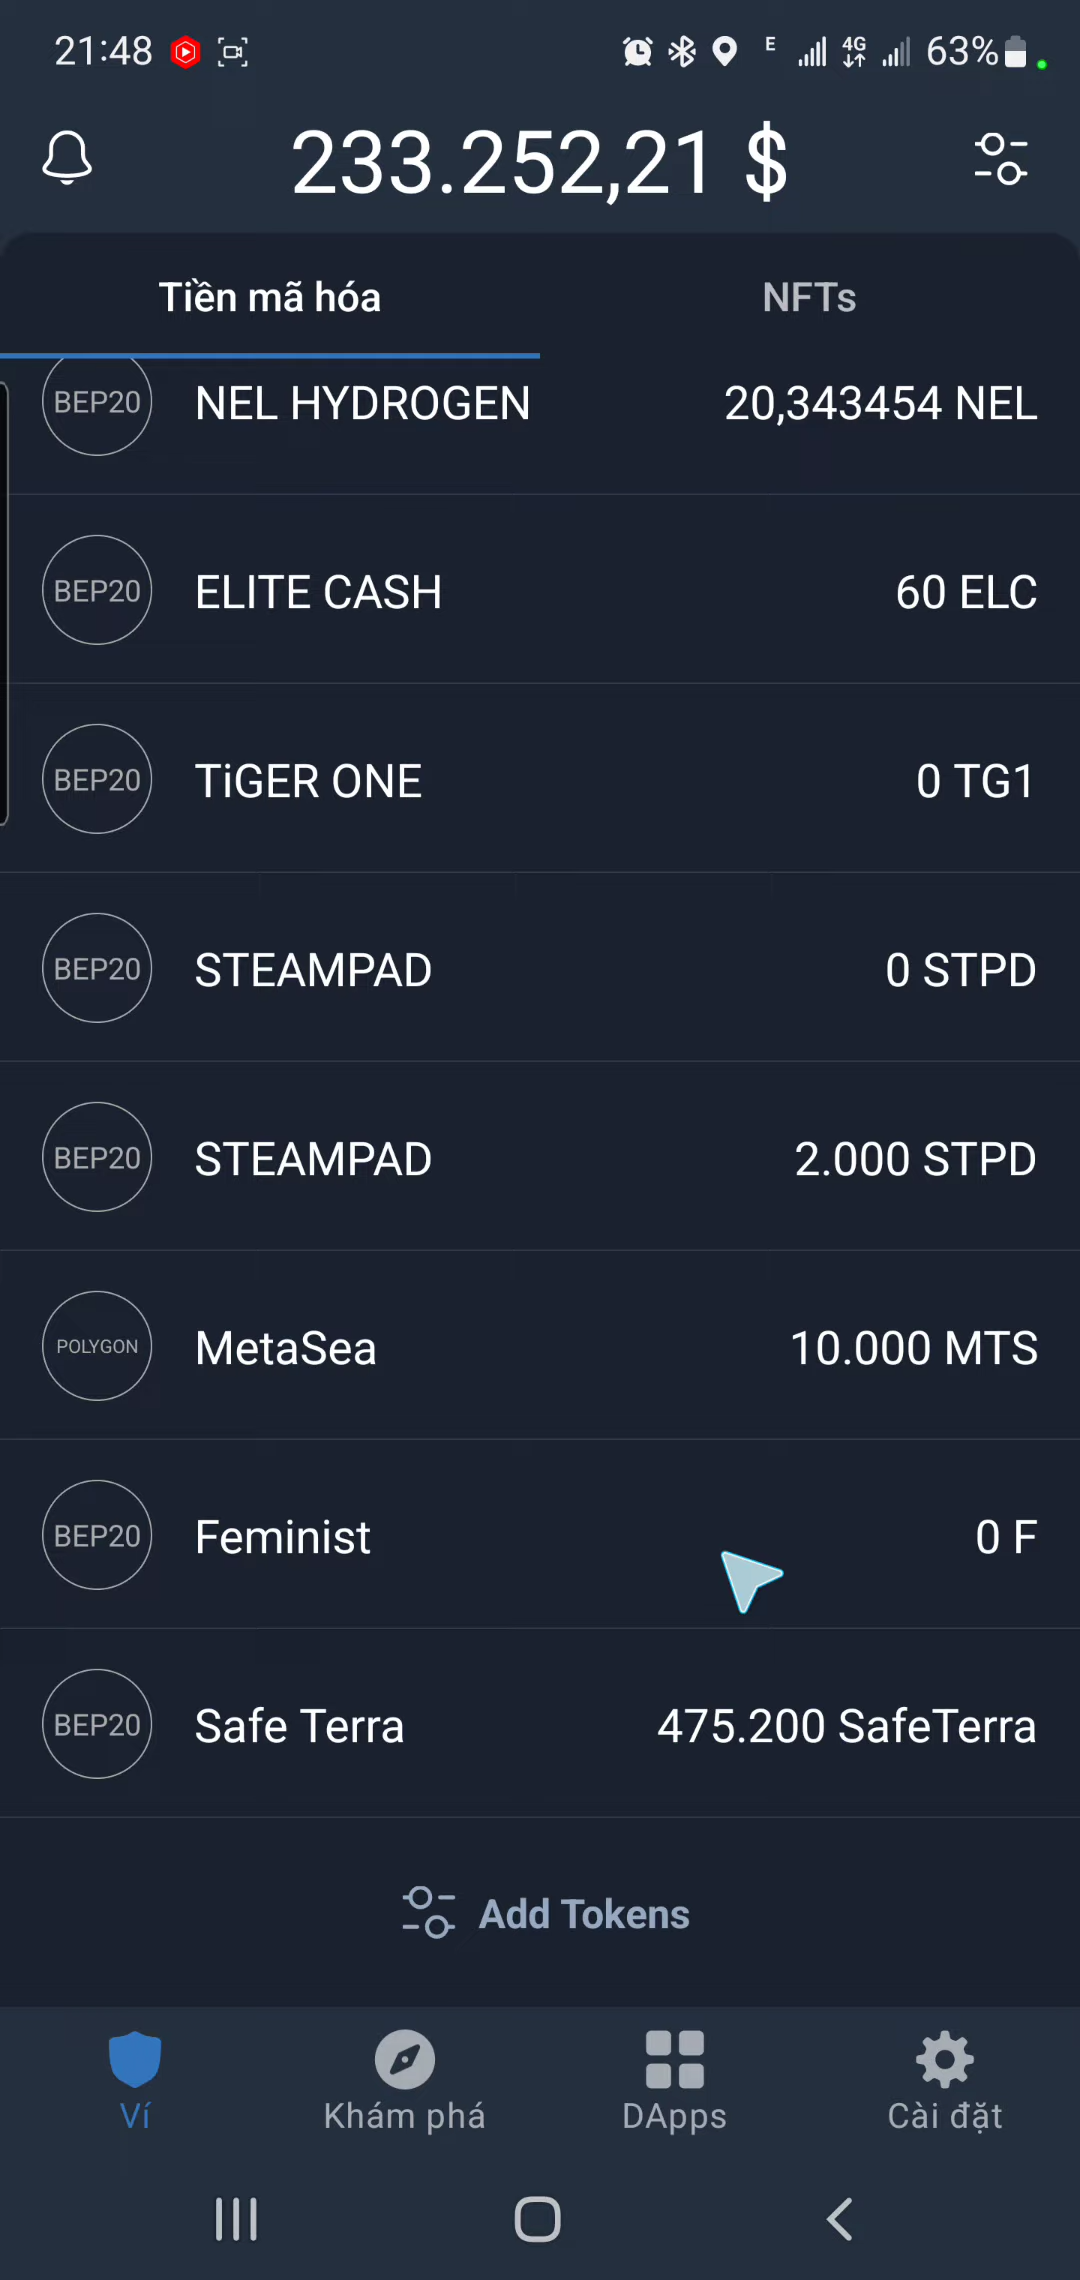 21:48
E
4G
63%
233.252,21 $
Tiền mã hóa
NFTs
BEP20
NEL HYDROGEN
20,343454 NEL
BEP20
ELITE CASH
60 ELC
BEP20
TiGER ONE
0 TG1
BEP20
STEAMPAD
0 STPD
BEP20
STEAMPAD
2.000 STPD
POLYGON
MetaSea
10.000 MTS
BEP20
Feminist
0 F
BEP20
Safe Terra
475.200 SafeTerra
Add Tokens
Ví
Khám phá
DApps
Cài đặt